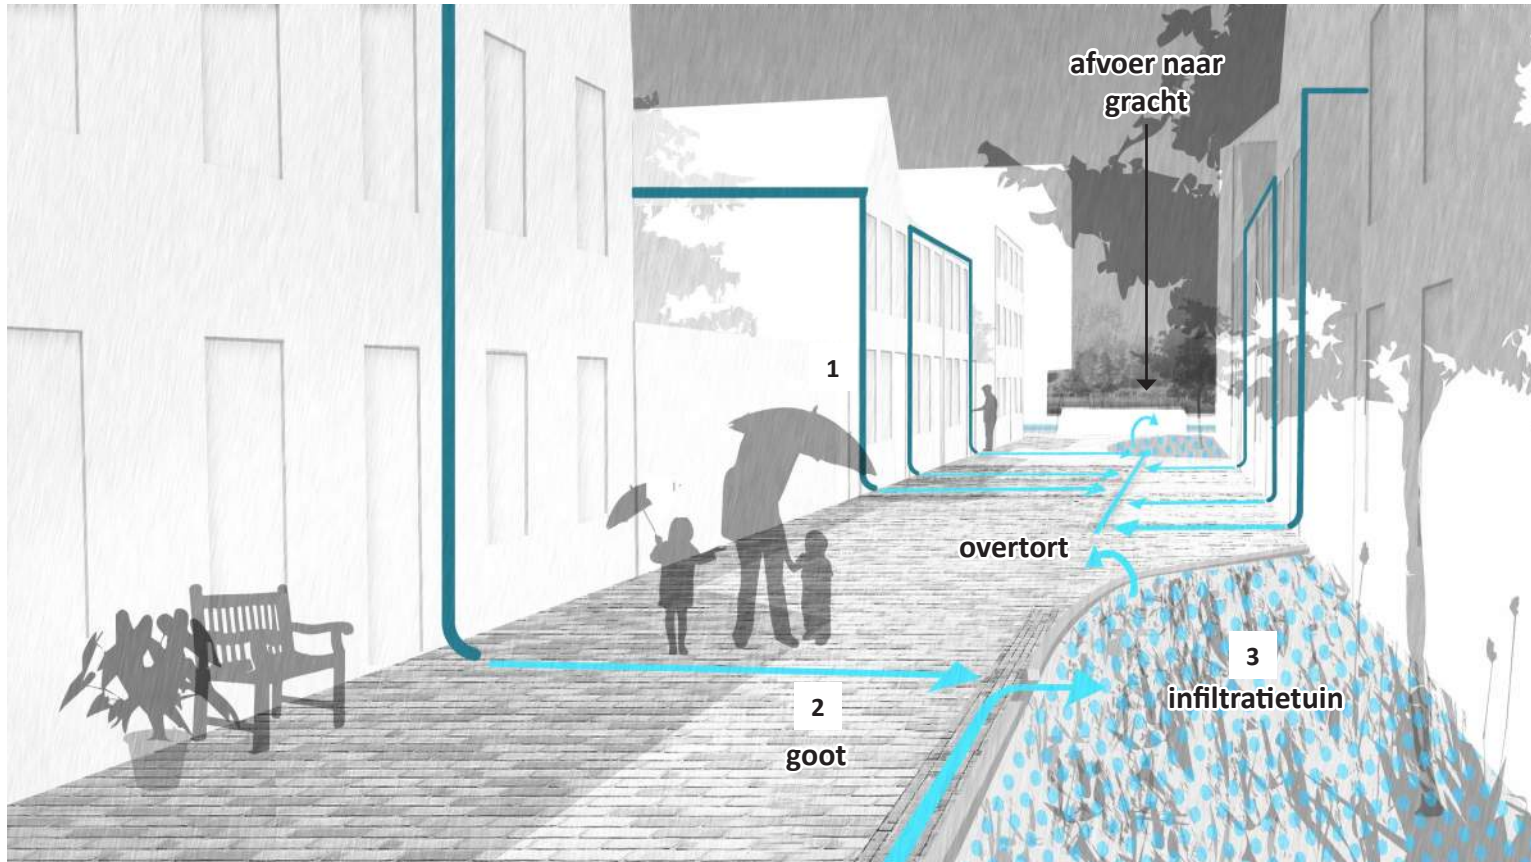 afvoer naar
gracht
1
overtort
3
infiltratietuin
2
goot